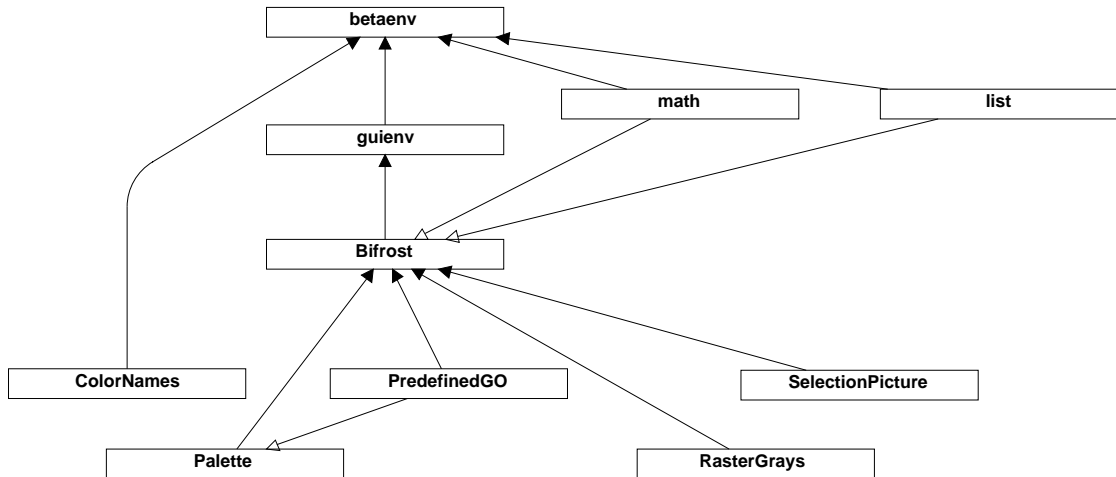 betaenv
math
list
guienv
Bifrost
ColorNames
PredefinedGO
SelectionPicture
Palette
RasterGrays